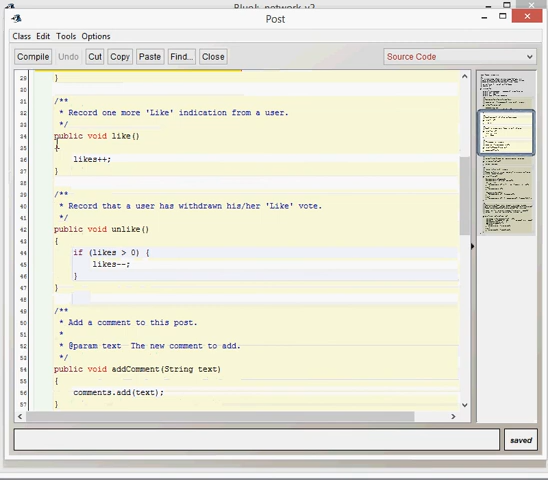 BlueJ: network-v2
Post
Class Edit Tools Options
Compile Undo Cut Copy Paste Find... Close Source Code
29 }
30
31 /**
32 * Record one more 'Like' indication from a user.
33 */
34 public void like()
35 {
36 likes++;
37 }
38
39 /**
40 * Record that a user has withdrawn his/her 'Like' vote.
41 */
42 public void unlike()
43 {
44 if (likes > 0) {
45 likes--;
46 }
47 }
48
49 /**
50 * Add a comment to this post.
51 *
52 * @param text The new comment to add.
53 */
54 public void addComment(String text)
55 {
56 comments.add(text);
57 }
saved